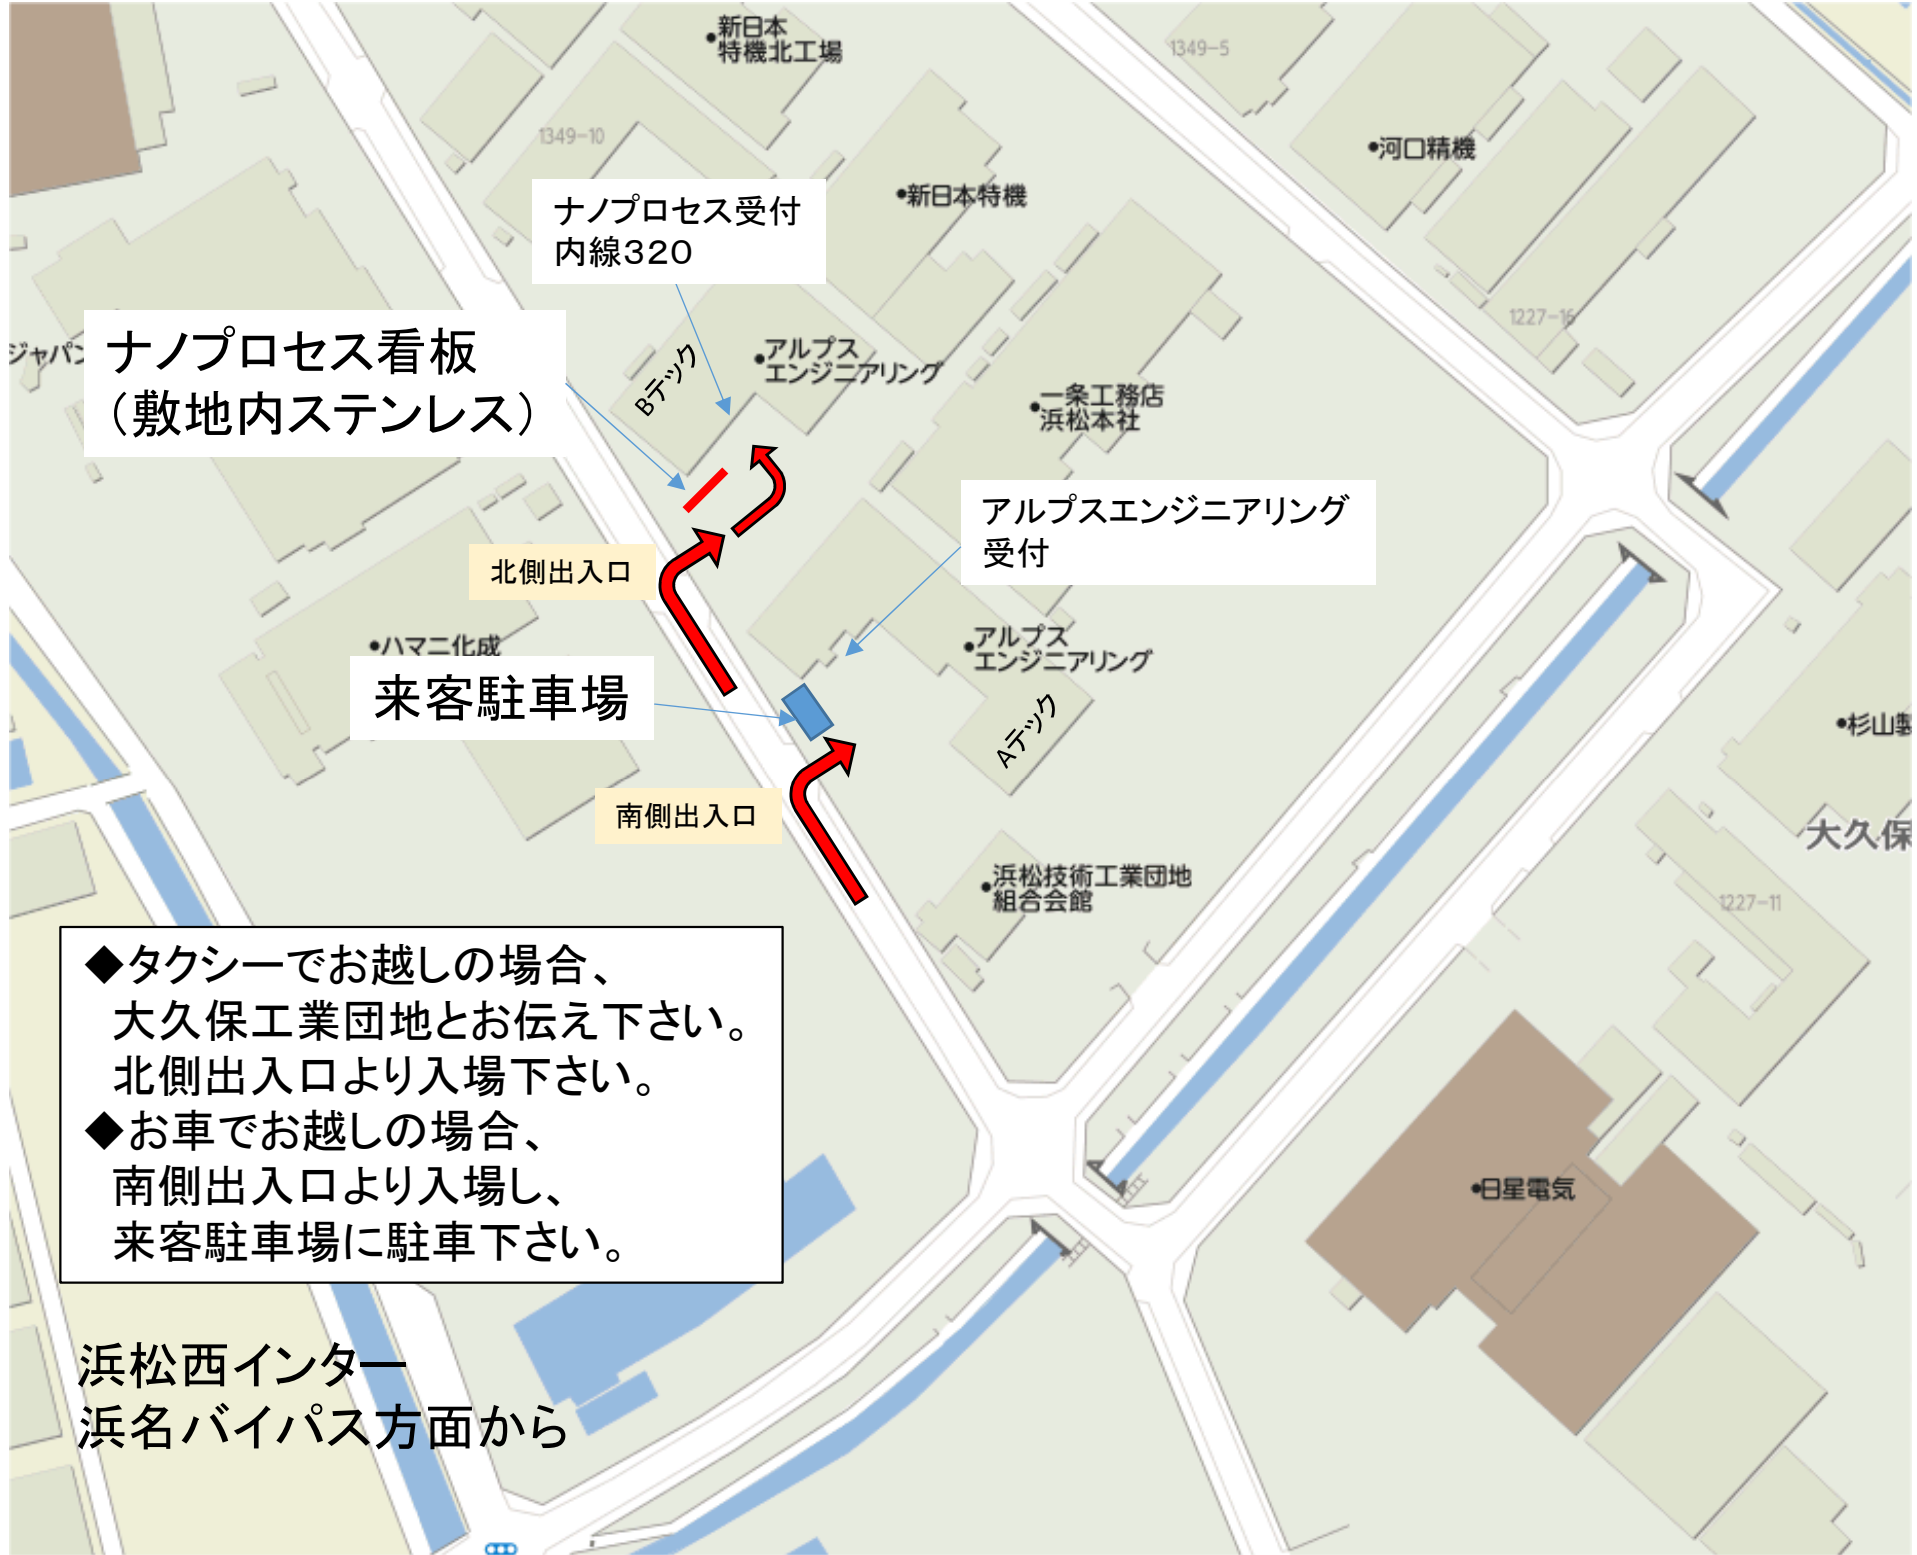 新日本
特機北工場
1349-5
1349-10
河口精機
新日本特機
ナノプロセス受付
内線320
1227-16
ナノプロセス看板
（敷地内ステンレス）
ジャパン
アルプス
エンジニアリング
Bテック
一条工務店
浜松本社
アルプスエンジニアリング
受付
北側出入口
ハマニ化成
アルプス
エンジニアリング
来客駐車場
Aテック
杉山製
南側出入口
大久保
浜松技術工業団地
組合会館
1227-11
◆タクシーでお越しの場合、
大久保工業団地とお伝え下さい。
北側出入口より入場下さい。
◆お車でお越しの場合、
南側出入口より入場し、
来客駐車場に駐車下さい。
日星電気
浜松西インター
浜名バイパス方面から